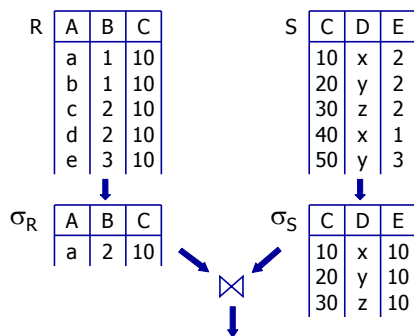 R A B C
a 1 10
b 1 10
c 2 10
d 2 10
e 3 10
S C D E
10 x 2
20 y 2
30 z 2
40 x 1
50 y 3
σR A B C
a 2 10
σS C D E
10 x 10
20 y 10
30 z 10
⋈